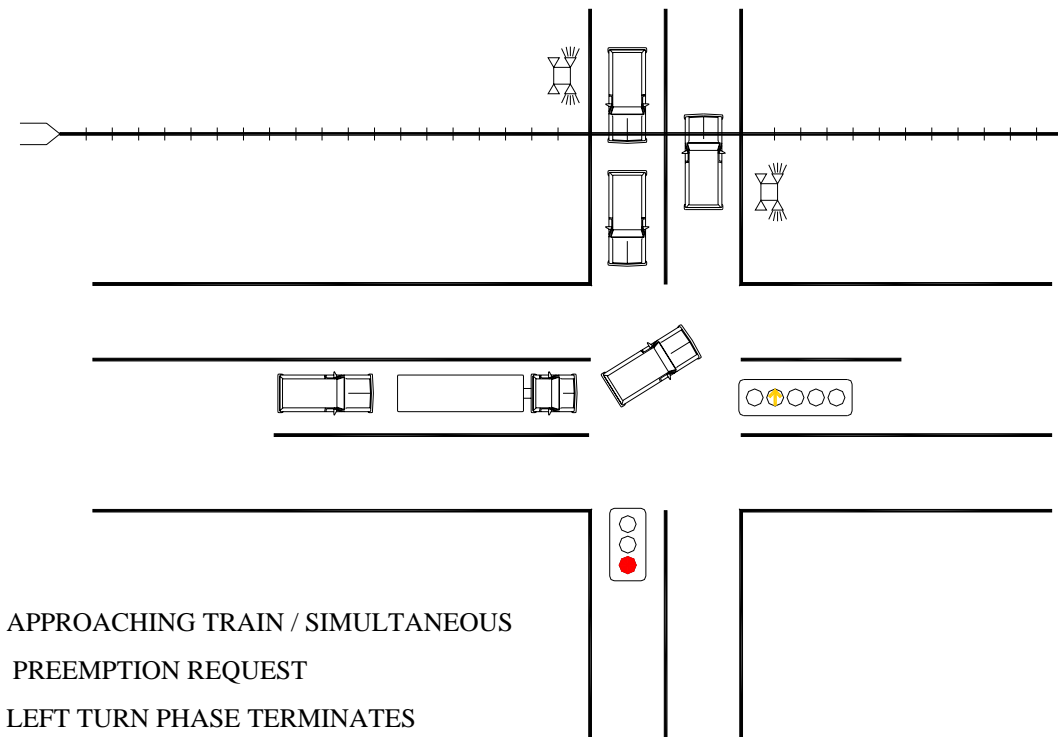 APPROACHING TRAIN / SIMULTANEOUS
PREEMPTION REQUEST
LEFT TURN PHASE TERMINATES